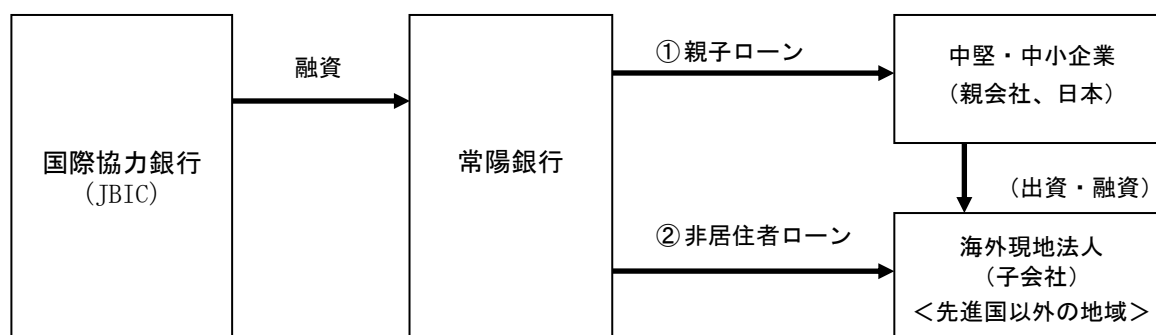 国際協力銀行
(JBIC)
融資
常陽銀行
①親子ローン
中堅・中小企業
(親会社、日本)
(出資・融資)
②非居住者ローン
海外現地法人
(子会社)
＜先進国以外の地域＞